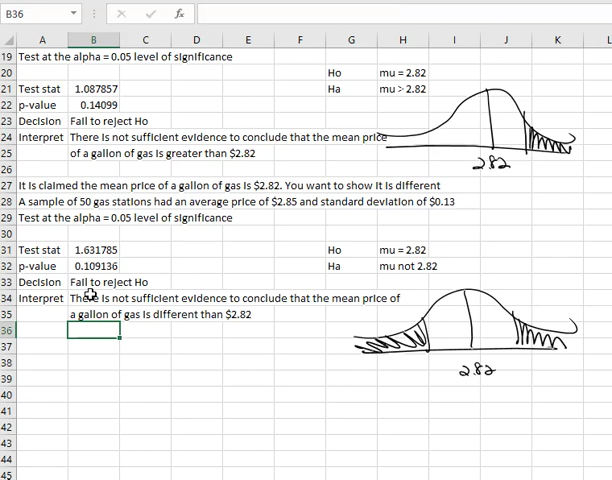 B36 fx
A B C D E F G H I J K L
19 Test at the alpha = 0.05 level of significance
20 Ho mu = 2.82
21 Test stat 1.087857 Ha mu > 2.82
22 p-value 0.14099
23 Decision Fail to reject Ho
24 Interpret There is not sufficient evidence to conclude that the mean price
25 of a gallon of gas is greater than $2.82
2.82
26
27 It is claimed the mean price of a gallon of gas is $2.82. You want to show it is different
28 A sample of 50 gas stations had an average price of $2.85 and standard deviation of $0.13
29 Test at the alpha = 0.05 level of significance
30
31 Test stat 1.631785 Ho mu = 2.82
32 p-value 0.109136 Ha mu not 2.82
33 Decision Fail to reject Ho
34 Interpret There is not sufficient evidence to conclude that the mean price of
35 a gallon of gas is different than $2.82
36
37
38 2.82
39
40
41
42
43
44
45